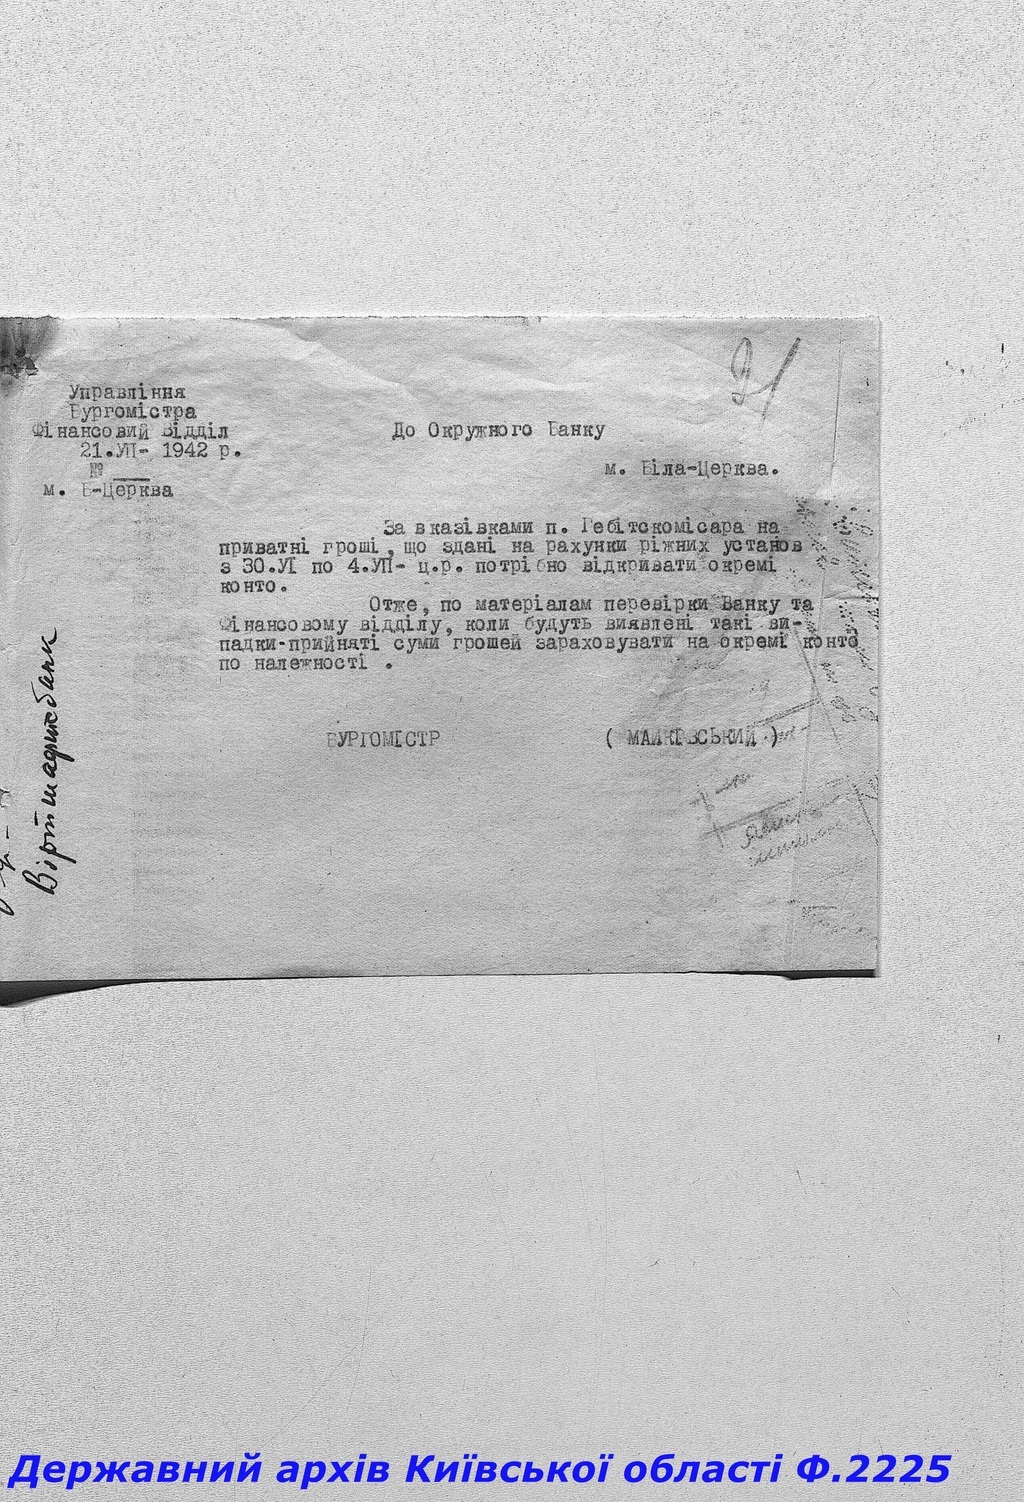 Управління
Бургомістра
Фінансовий Відділ
21.УП- 1942 р.
№ __
м. Б-Церква
До Окружного Банку
м. Біла-Церква.
За вказівками п. Гебітскомісара на
приватні гроші, що здані на рахунки ріжних установ
з 30.УІ по 4.УП- ц.р. потрібно відкривати окремі
конто.
Отже, по матеріалам перевірки Банку та
Фінансовому відділу, коли будуть виявлені такі ви-
падки-прийняті суми грошей зараховувати на окремі конто
по належності .
БУРГОМІСТР ( МАЙКІВСЬКИЙ )
Віртшафтсбанк
Державний архів Київської області Ф.2225